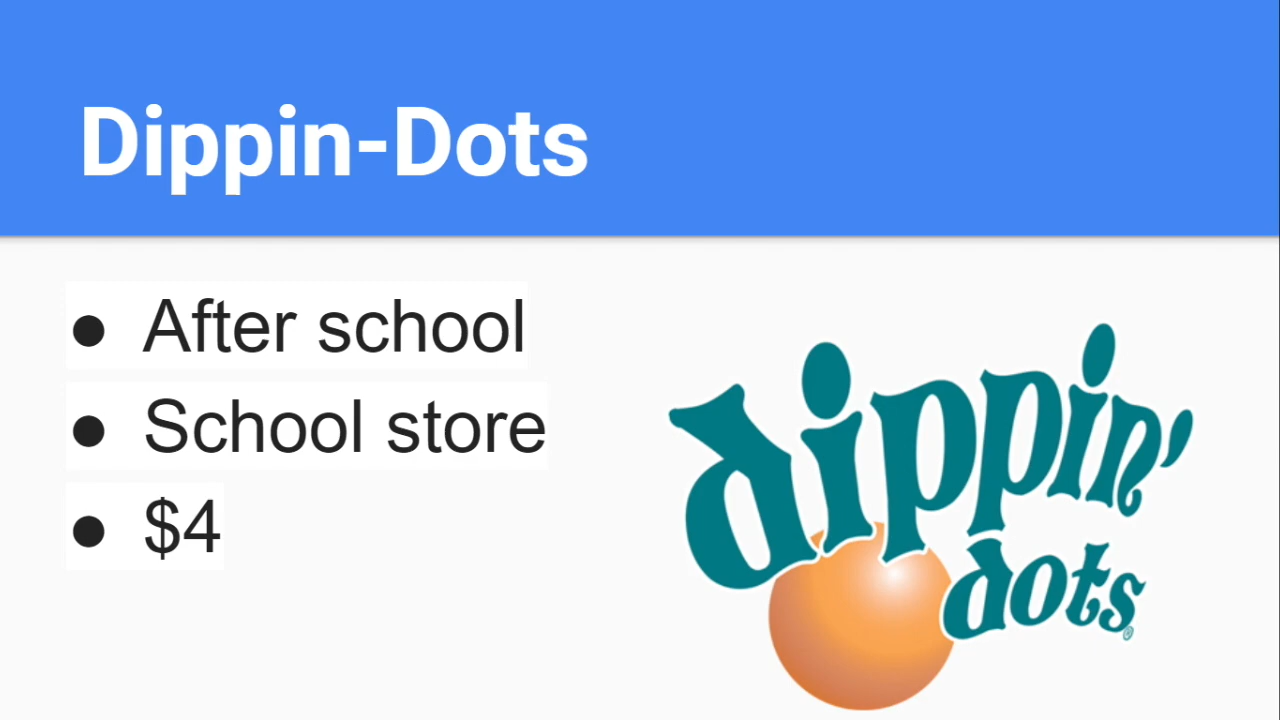 Dippin-Dots
● After school
● School store
● $4
dippin'
dots®